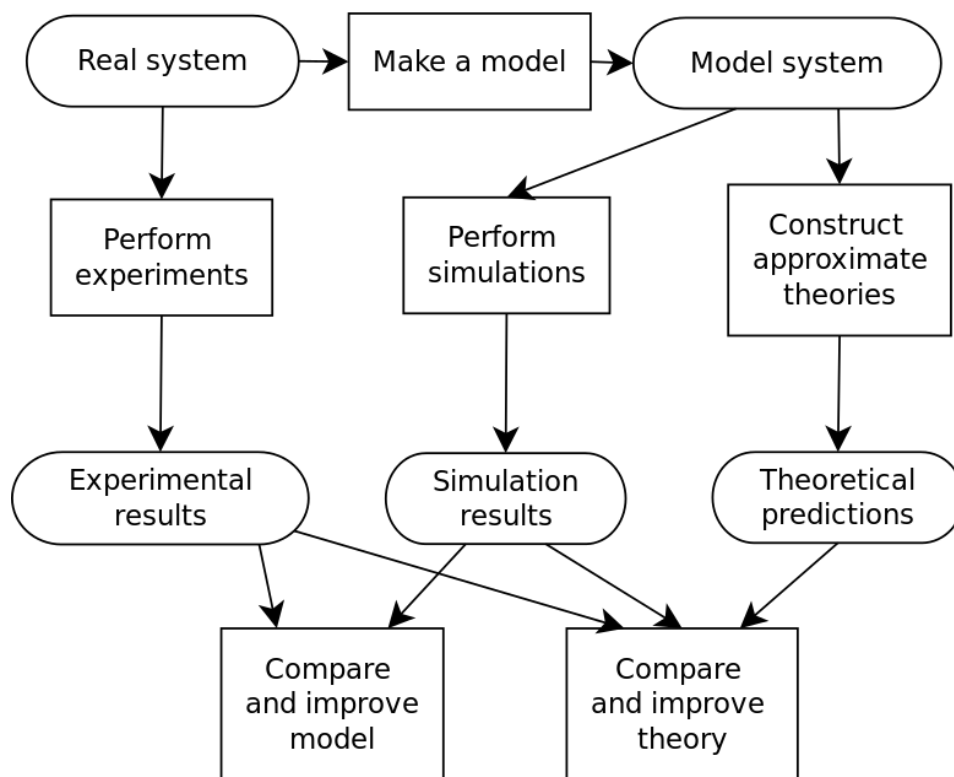 Real system
Make a model
Model system
Perform
experiments
Perform
simulations
Construct
approximate
theories
Experimental
results
Simulation
results
Theoretical
predictions
Compare
and improve
model
Compare
and improve
theory